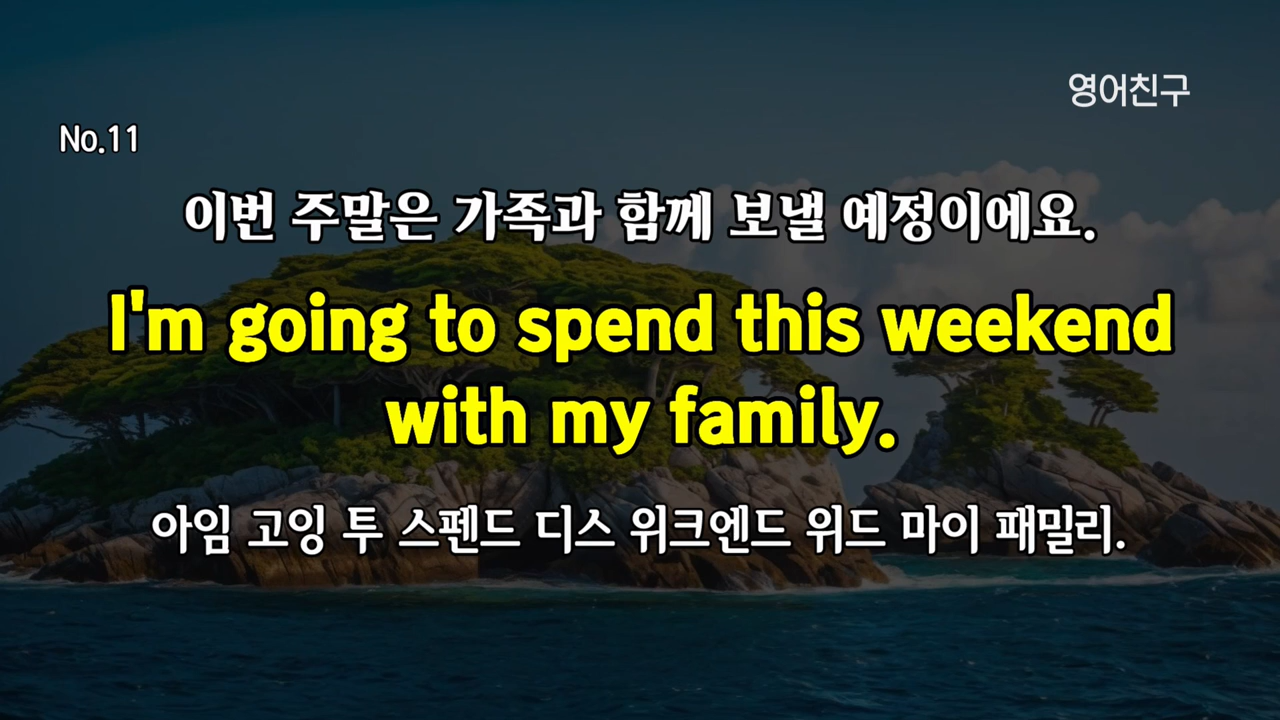 영어친구
No.11
이번 주말은 가족과 함께 보낼 예정이에요.
I'm going to spend this weekend
with my family.
아임 고잉 투 스펜드 디스 위크엔드 위드 마이 패밀리.